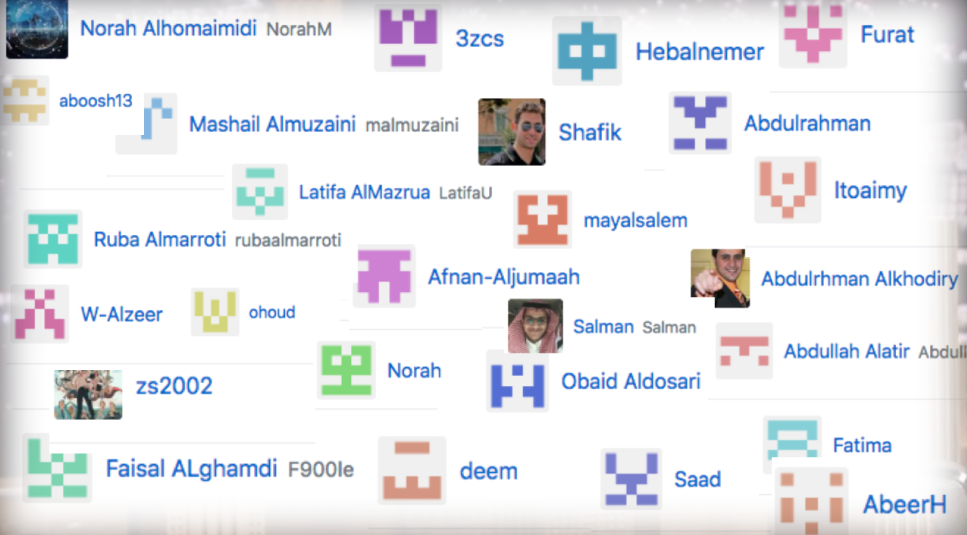 Norah Alhomaimidi NorahM
3zcs
Hebalnemer
Furat
aboosh13
Mashail Almuzaini malmuzaini
Shafik
Abdulrahman
Latifa AlMazrua LatifaU
mayalsalem
Itoaimy
Ruba Almarroti rubaalmarroti
Afnan-Aljumaah
Abdulrhman Alkhodiry
W-Alzeer
ohoud
Salman Salman
Abdullah Alatir Abdull
zs2002
Norah
Obaid Aldosari
Fatima
Faisal ALghamdi F900le
deem
Saad
AbeerH